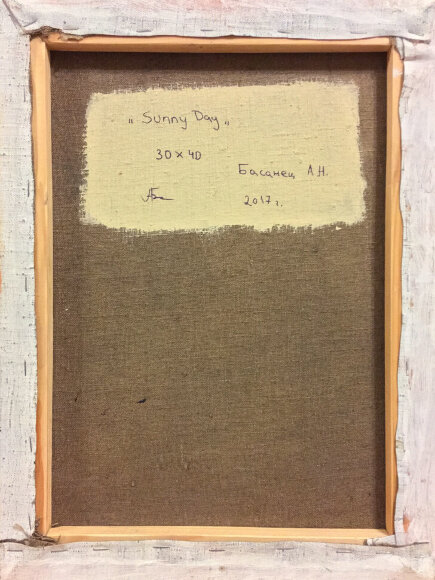 „Sunny Day„
30 × 40
Басанец А.Н.
2017 г.